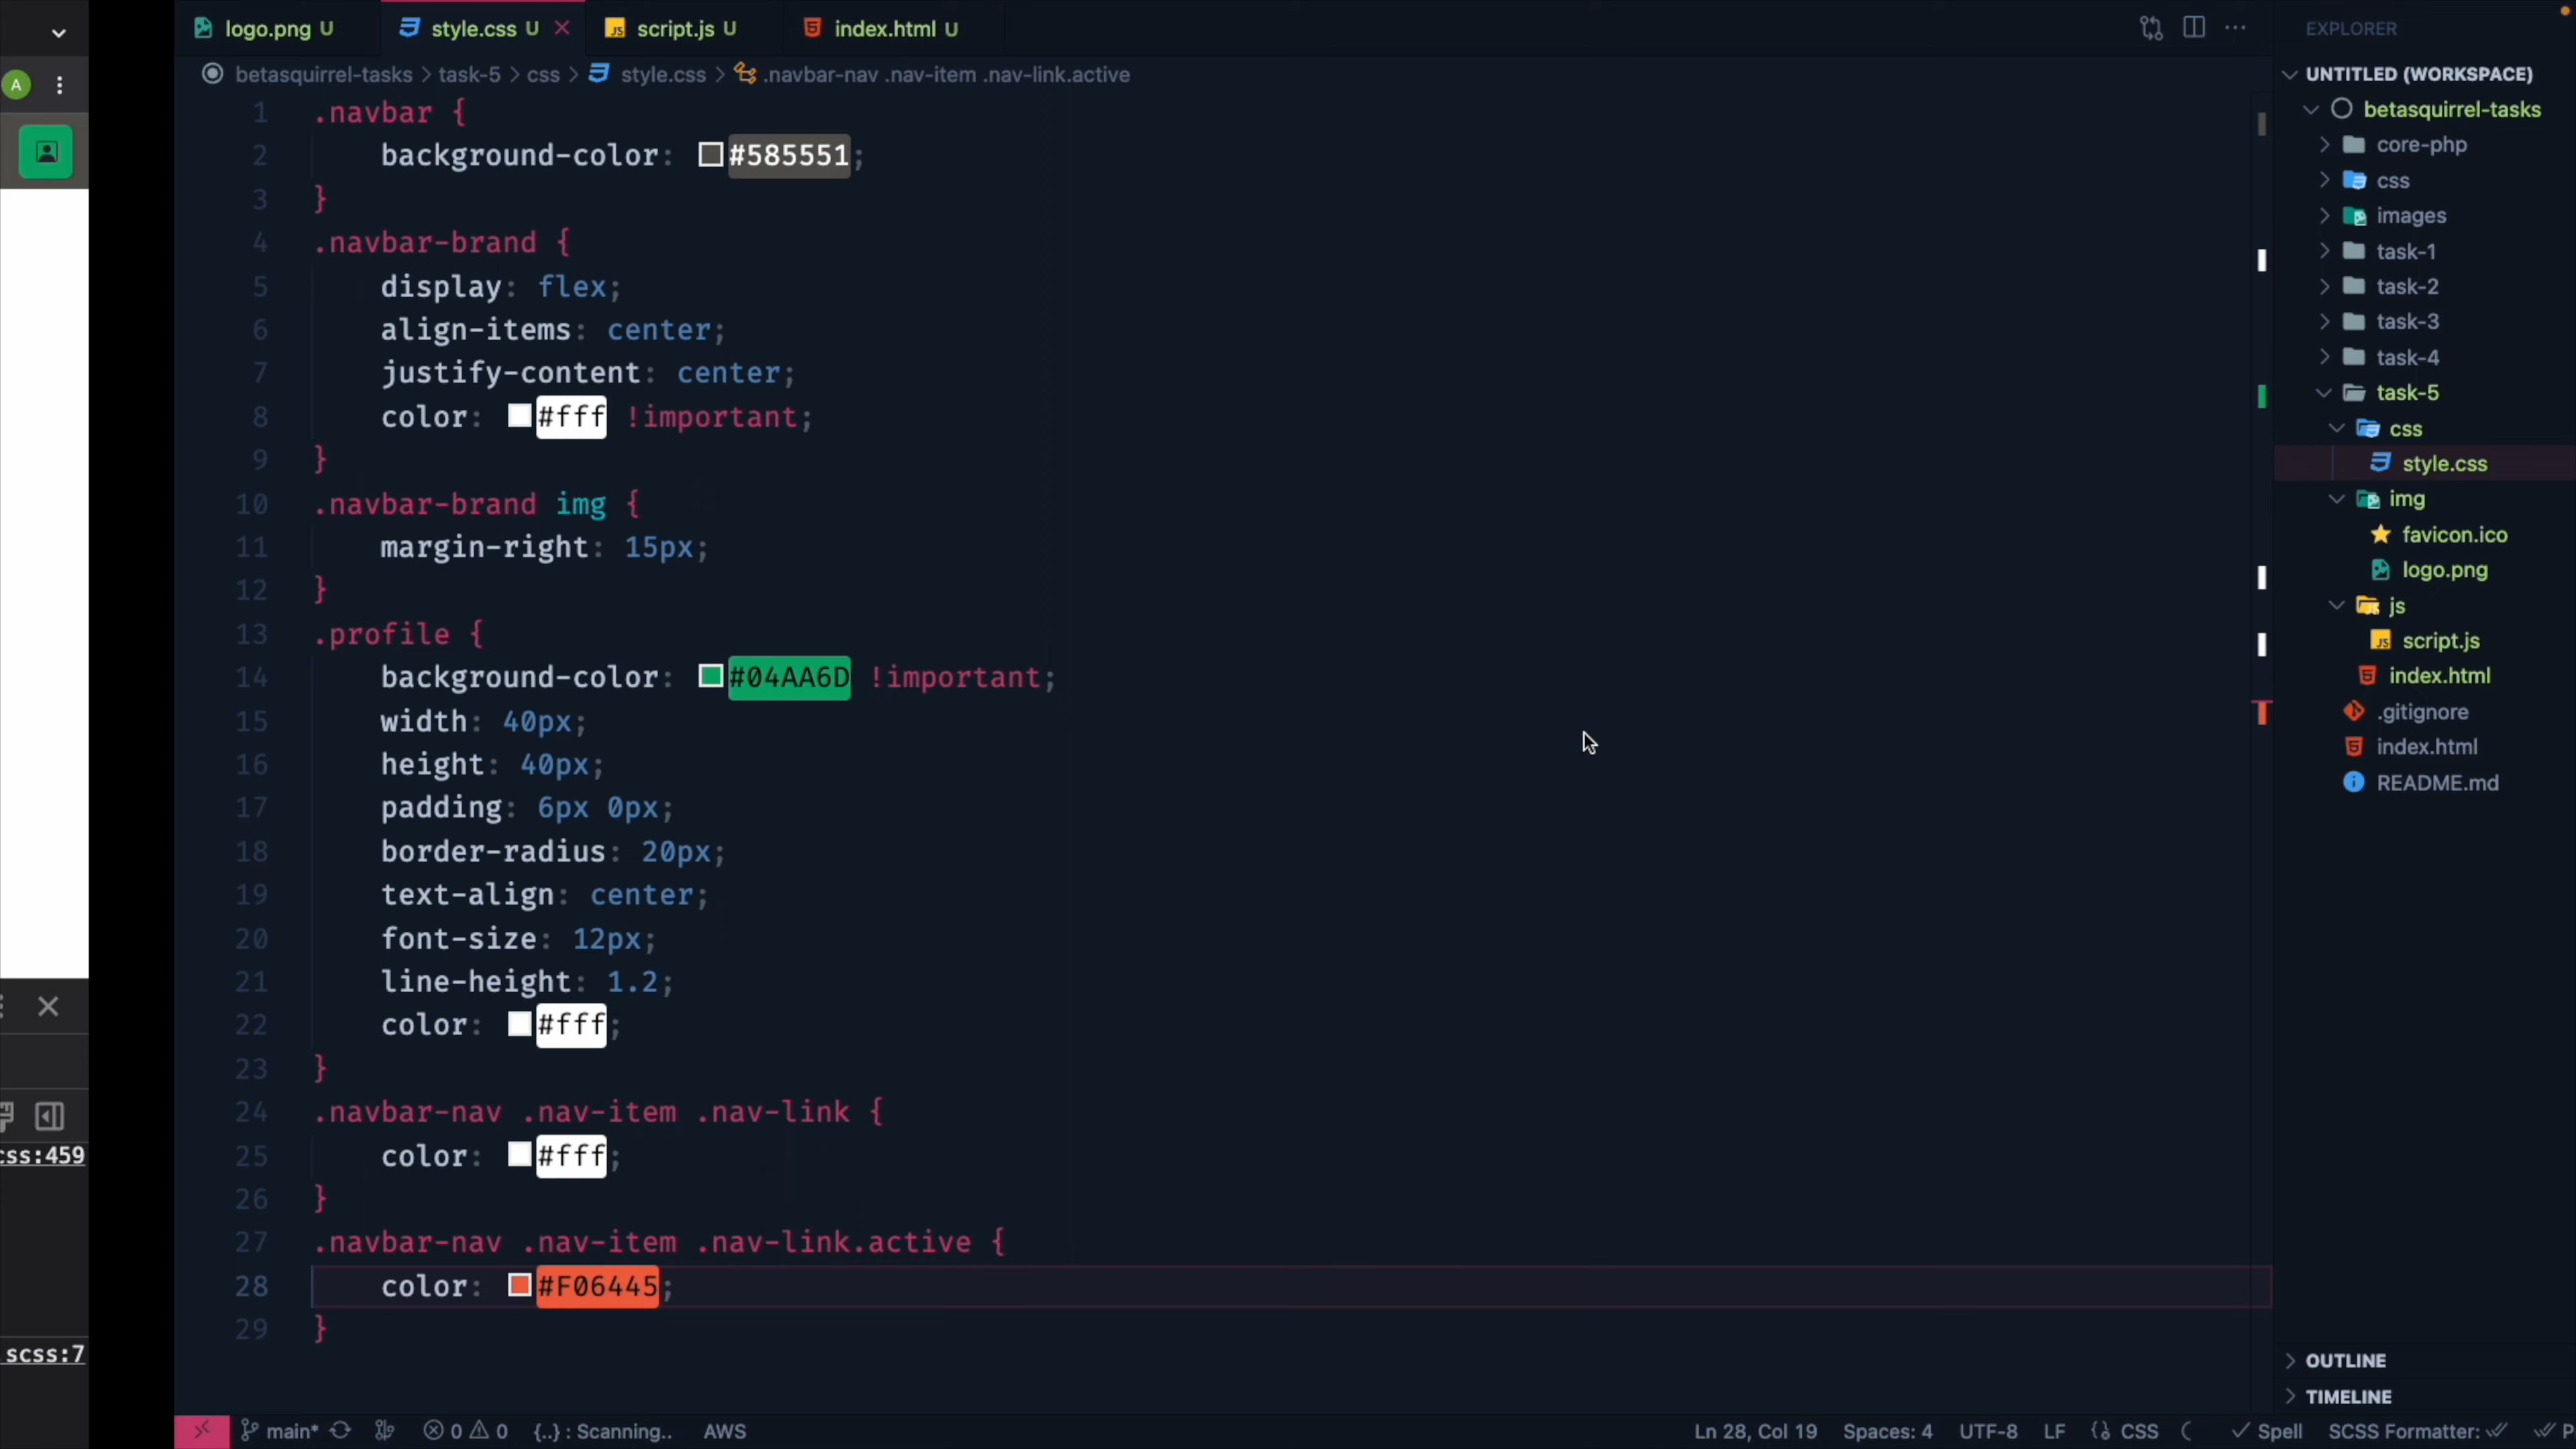 logo.png U
style.css U
script.js U
index.html U
EXPLORER
betasquirrel-tasks > task-5 > css > style.css > .navbar-nav .nav-item .nav-link.active
A
1 .navbar {
2 background-color: #585551;
3 }
4 .navbar-brand {
5 display: flex;
6 align-items: center;
7 justify-content: center;
8 color: #fff !important;
9 }
10 .navbar-brand img {
11 margin-right: 15px;
12 }
13 .profile {
14 background-color: #04AA6D !important;
15 width: 40px;
16 height: 40px;
17 padding: 6px 0px;
18 border-radius: 20px;
19 text-align: center;
20 font-size: 12px;
21 line-height: 1.2;
22 color: #fff;
23 }
24 .navbar-nav .nav-item .nav-link {
25 color: #fff;
26 }
27 .navbar-nav .nav-item .nav-link.active {
28 color: #F06445;
29 }
css:459
scss:7
UNTITLED (WORKSPACE)
betasquirrel-tasks
core-php
css
images
task-1
task-2
task-3
task-4
task-5
css
style.css
img
favicon.ico
logo.png
js
script.js
index.html
.gitignore
index.html
README.md
OUTLINE
TIMELINE
main* 0 0 {..} : Scanning.. AWS
Ln 28, Col 19 Spaces: 4 UTF-8 LF CSS Spell SCSS Formatter: